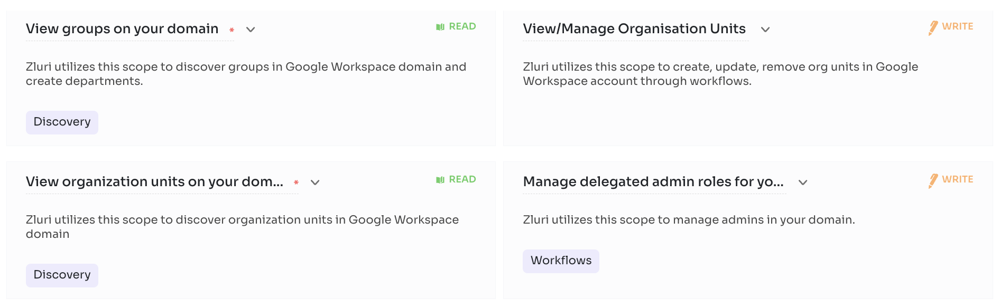 View groups on your domain *
READ
Zluri utilizes this scope to discover groups in Google Workspace domain and
create departments.
Discovery
View/Manage Organisation Units
WRITE
Zluri utilizes this scope to create, update, remove org units in Google
Workspace account through workflows.
View organization units on your dom... *
READ
Zluri utilizes this scope to discover organization units in Google Workspace
domain
Discovery
Manage delegated admin roles for yo...
WRITE
Zluri utilizes this scope to manage admins in your domain.
Workflows